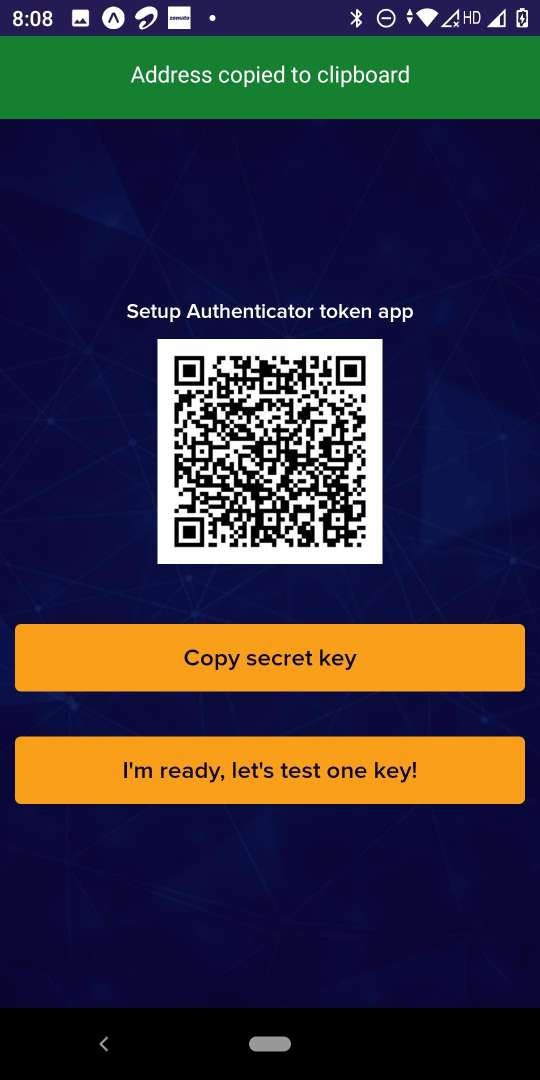 8:08 zomato HD
Address copied to clipboard
Setup Authenticator token app
Copy secret key
I'm ready, let's test one key!